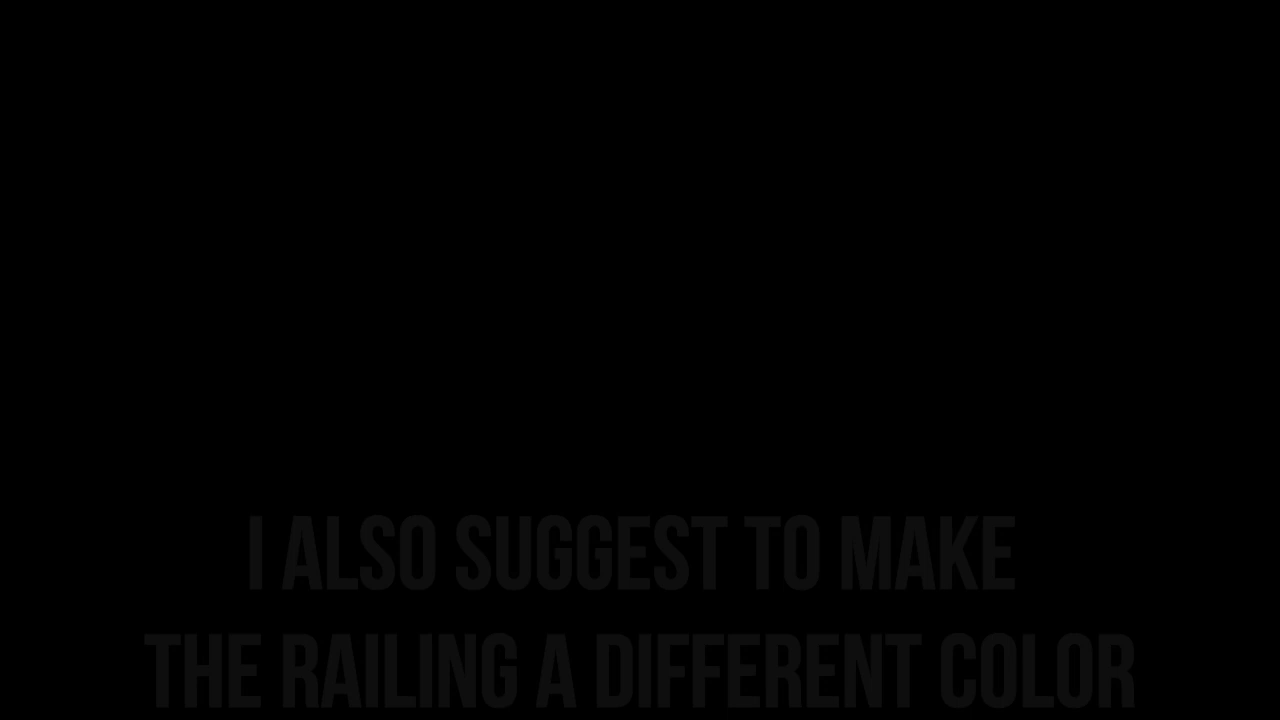 I ALSO SUGGEST TO MAKE
THE RAILING A DIFFERENT COLOR